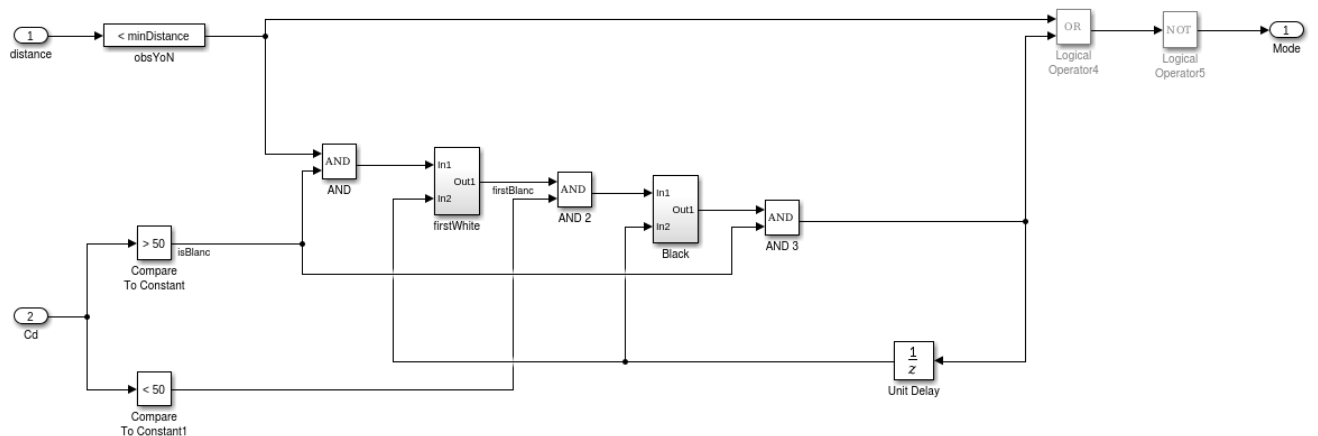 1
distance
< minDistance
obsYoN
OR
Logical
Operator4
NOT
Logical
Operator5
1
Mode
AND
AND
In1
Out1
In2
firstWhite
firstBlanc
AND
AND 2
In1
Out1
In2
Black
AND
AND 3
> 50
isBlanc
Compare
To Constant
2
Cd
1
z
Unit Delay
< 50
Compare
To Constant1